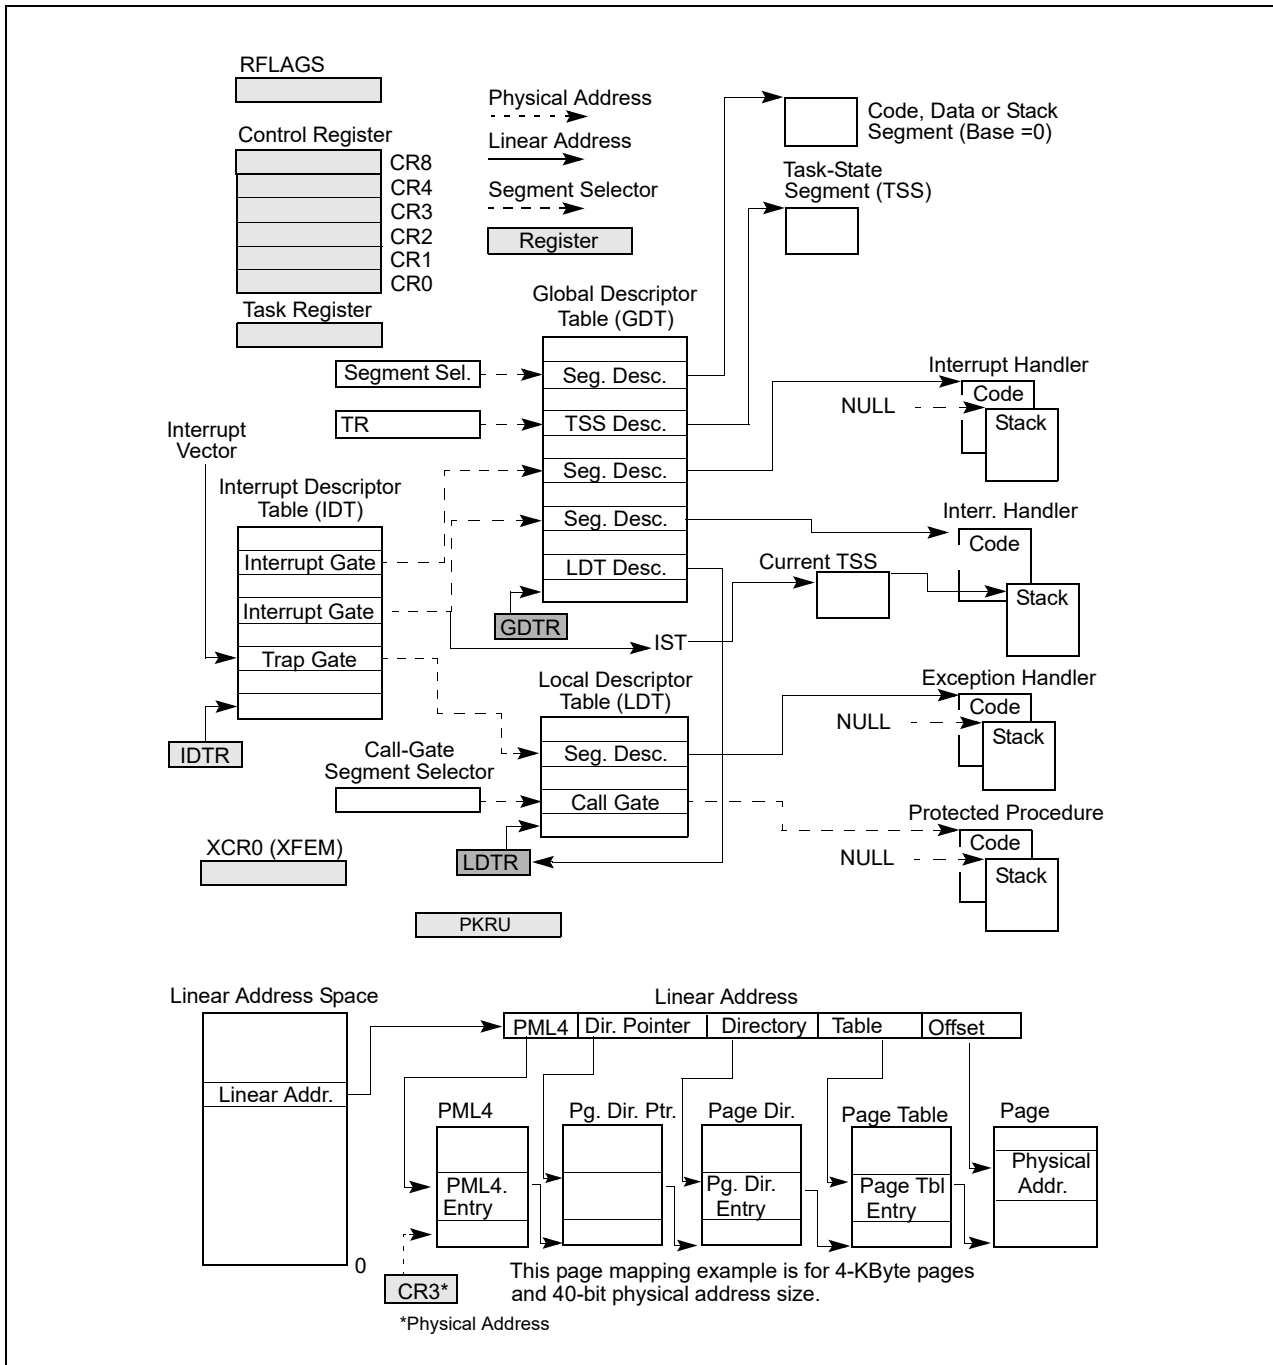 RFLAGS
Control Register
CR8
CR4
CR3
CR2
CR1
CR0
Task Register
Physical Address
Linear Address
Segment Selector
Register
Code, Data or Stack
Segment (Base =0)
Task-State
Segment (TSS)
Global Descriptor
Table (GDT)
Segment Sel.
Seg. Desc.
TR
TSS Desc.
Seg. Desc.
Seg. Desc.
LDT Desc.
GDTR
Interrupt Handler
Code
NULL
Stack
Interrupt
Vector
Interrupt Descriptor
Table (IDT)
Interrupt Gate
Interrupt Gate
Trap Gate
IDTR
Interr. Handler
Code
Current TSS
Stack
IST
Local Descriptor
Table (LDT)
Seg. Desc.
Call-Gate
Segment Selector
Call Gate
LDTR
Exception Handler
Code
NULL
Stack
Protected Procedure
Code
NULL
Stack
XCR0 (XFEM)
PKRU
Linear Address Space
Linear Addr.
0
Linear Address
PML4
Dir. Pointer
Directory
Table
Offset
PML4
Pg. Dir. Ptr.
Page Dir.
Page Table
Page
PML4.
Entry
Pg. Dir.
Entry
Page Tbl
Entry
Physical
Addr.
CR3*
This page mapping example is for 4-KByte pages
and 40-bit physical address size.
*Physical Address